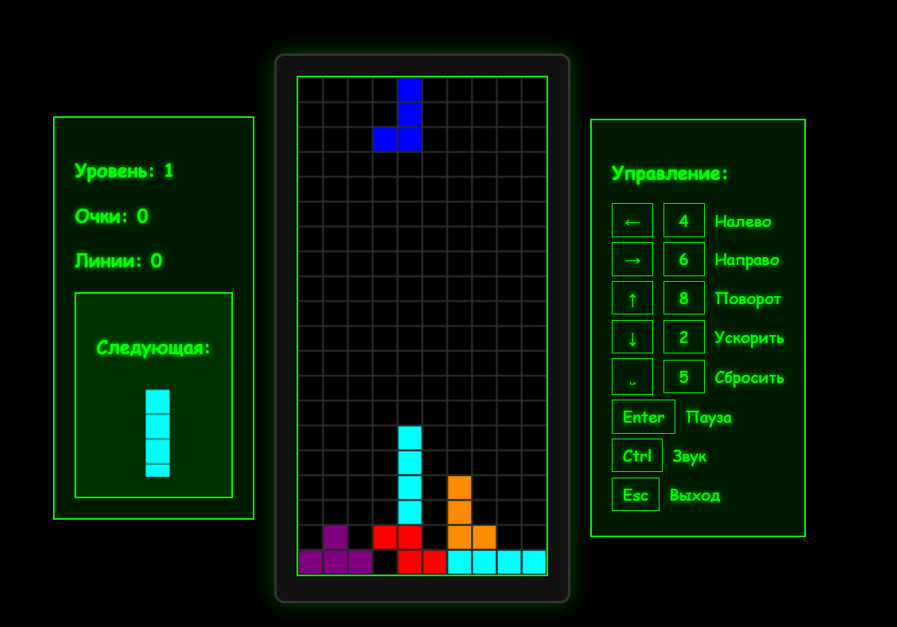 Уровень: 1
Очки: 0
Линии: 0
Следующая:
Управление:
← 4 Налево
→ 6 Направо
↑ 8 Поворот
↓ 2 Ускорить
⎵ 5 Сбросить
Enter Пауза
Ctrl Звук
Esc Выход